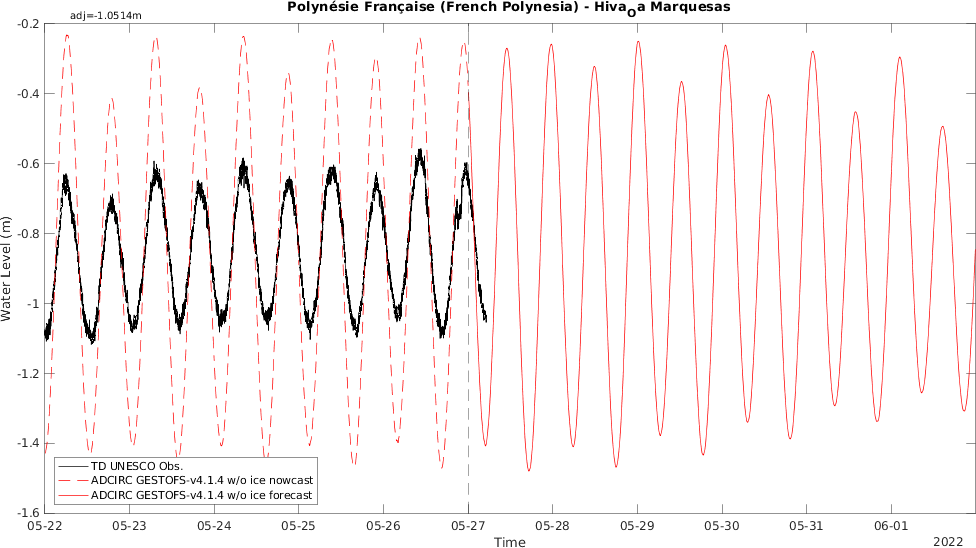 Polynésie Française (French Polynesia) - Hiva_Oa Marquesas
adj=-1.0514m
-0.2
-0.4
-0.6
-0.8
-1
-1.2
-1.4
-1.6
Water Level (m)
TD UNESCO Obs.
ADCIRC GESTOFS-v4.1.4 w/o ice nowcast
ADCIRC GESTOFS-v4.1.4 w/o ice forecast
05-22 05-23 05-24 05-25 05-26 05-27 05-28 05-29 05-30 05-31 06-01
Time
2022